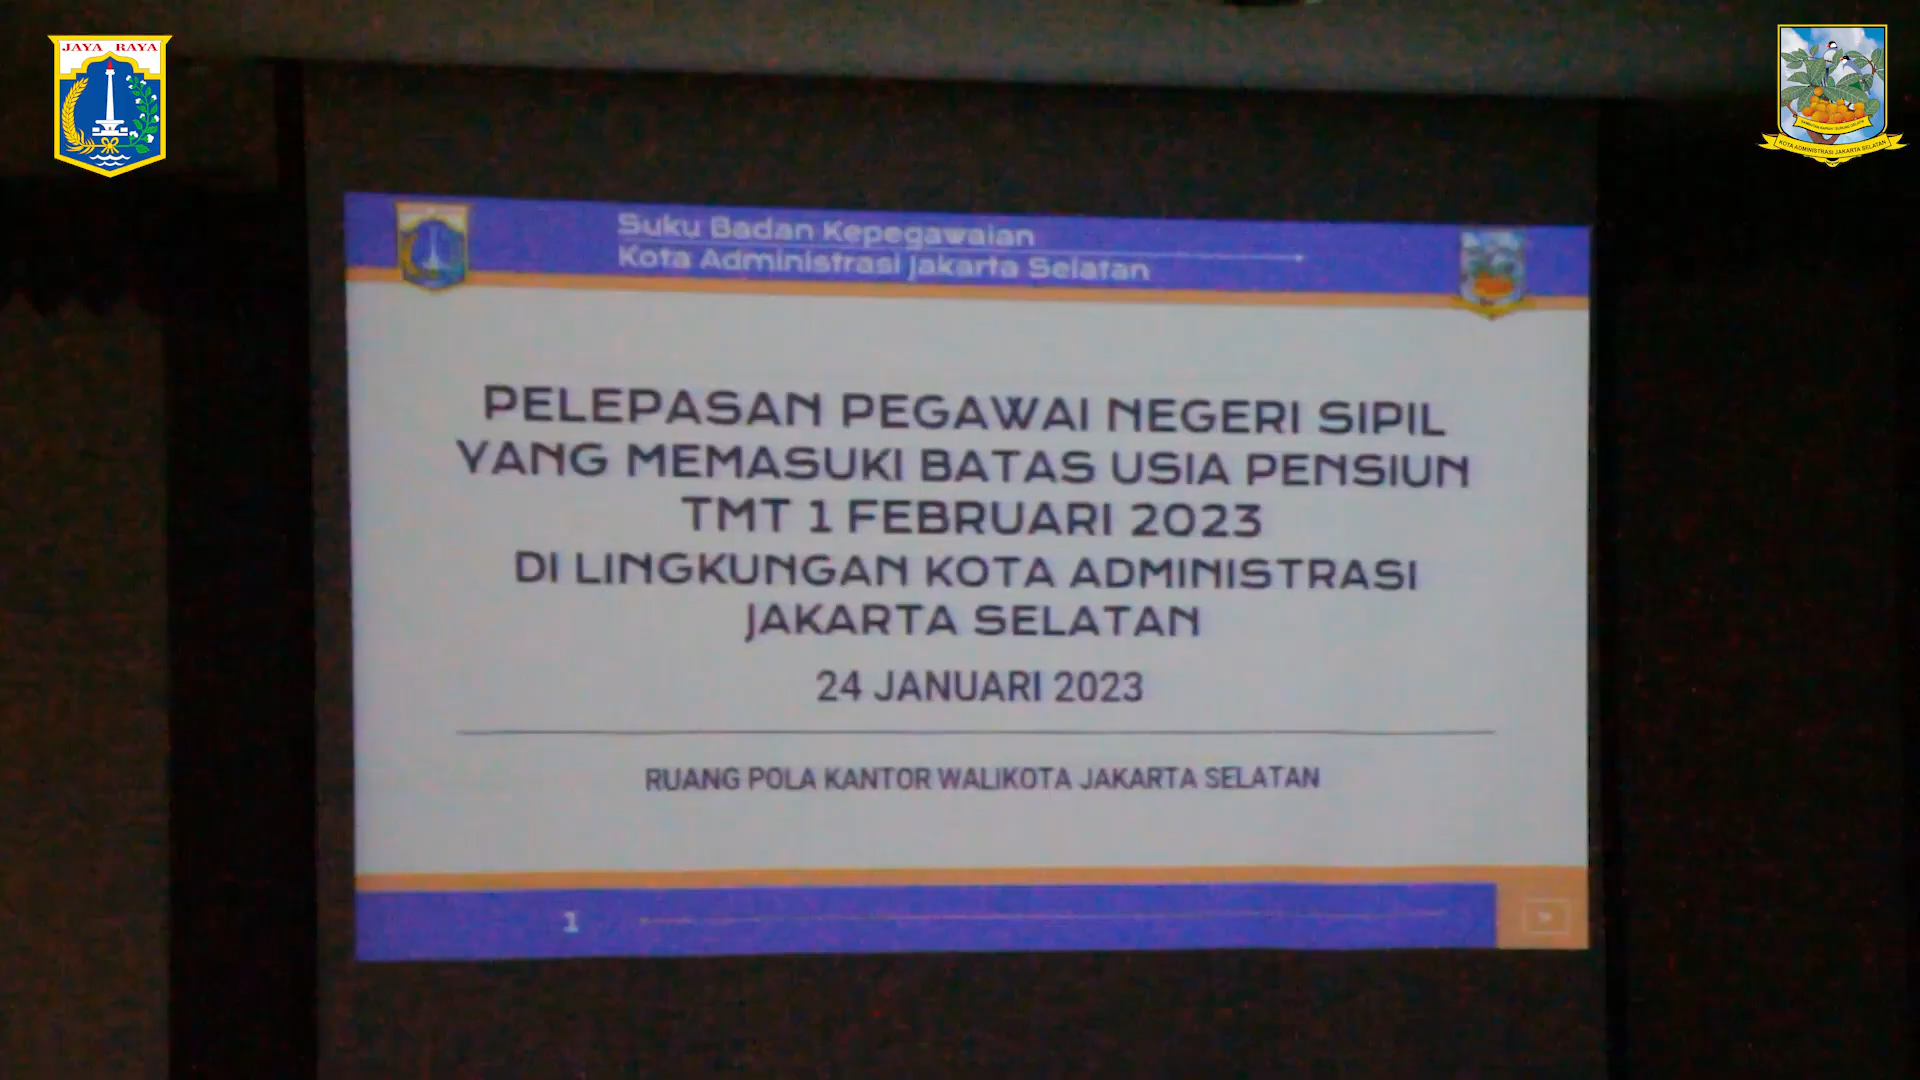 JAYA RAYA
KOTA ADMINISTRASI JAKARTA SELATAN
Suku Badan Kepegawaian
Kota Administrasi Jakarta Selatan
PELEPASAN PEGAWAI NEGERI SIPIL
YANG MEMASUKI BATAS USIA PENSIUN
TMT 1 FEBRUARI 2023
DI LINGKUNGAN KOTA ADMINISTRASI
JAKARTA SELATAN
24 JANUARI 2023
RUANG POLA KANTOR WALIKOTA JAKARTA SELATAN
1